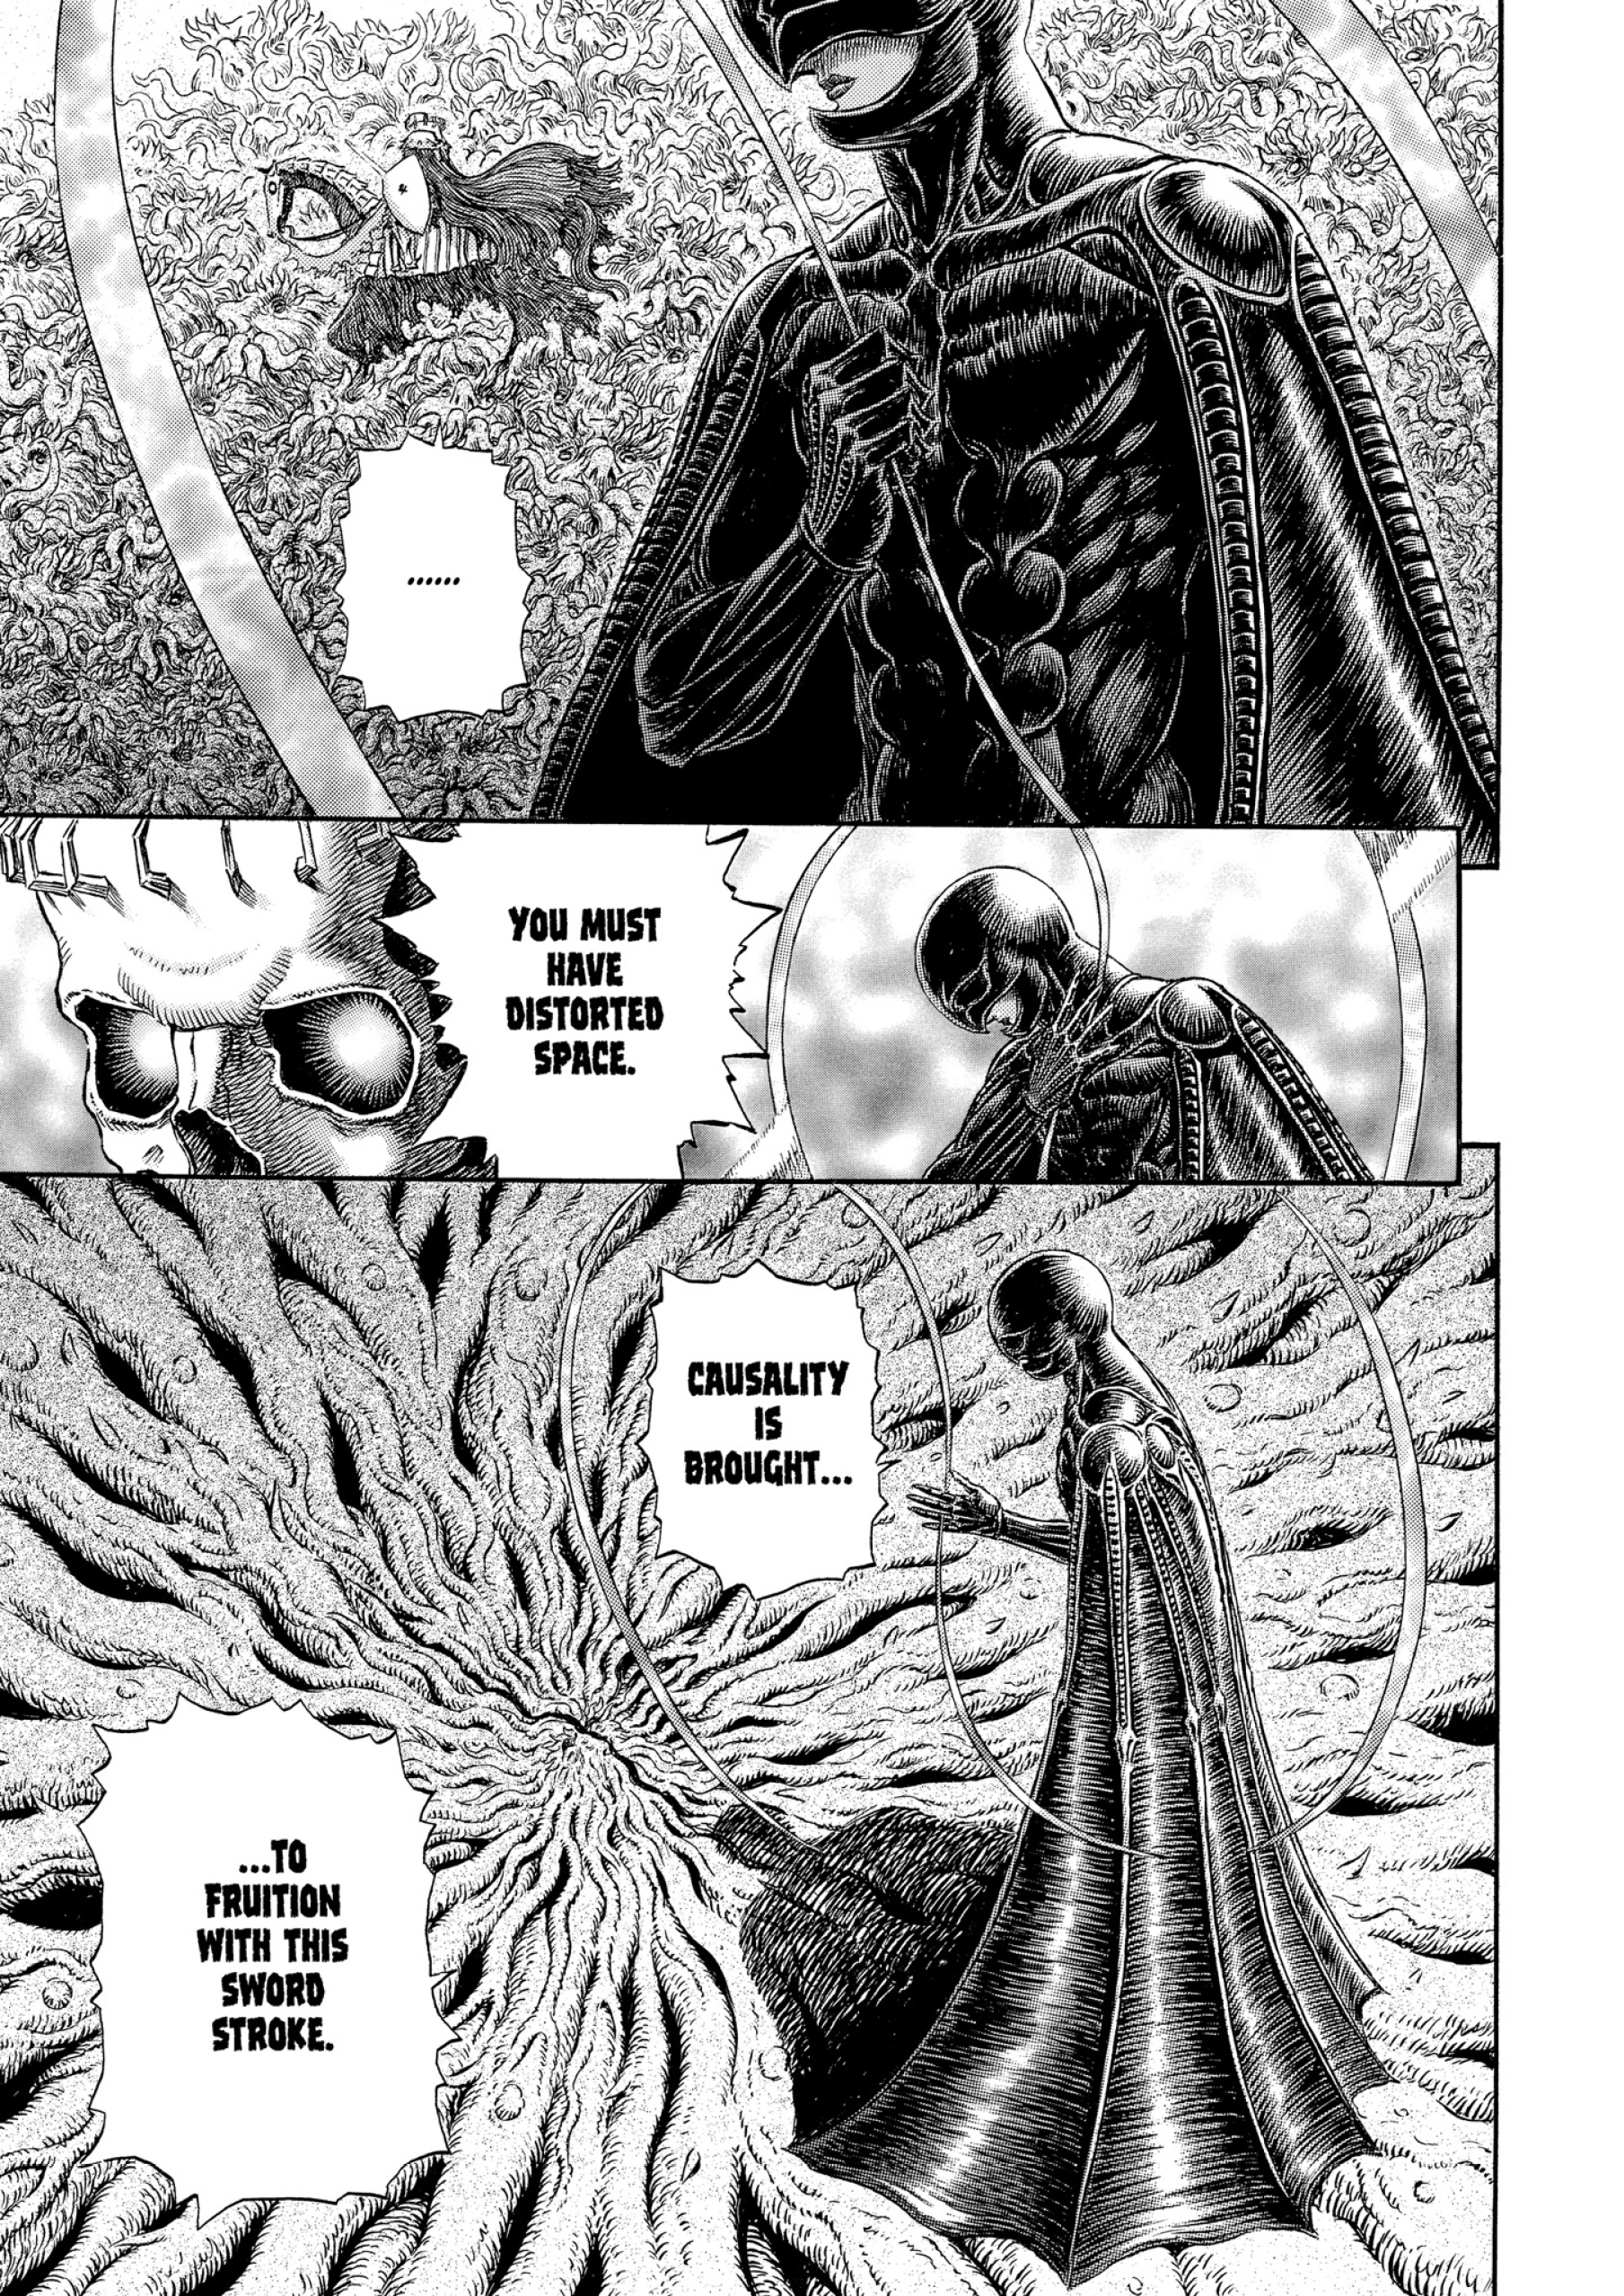 ......
YOU MUST
HAVE
DISTORTED
SPACE.
CAUSALITY
IS
BROUGHT...
...TO
FRUITION
WITH THIS
SWORD
STROKE.